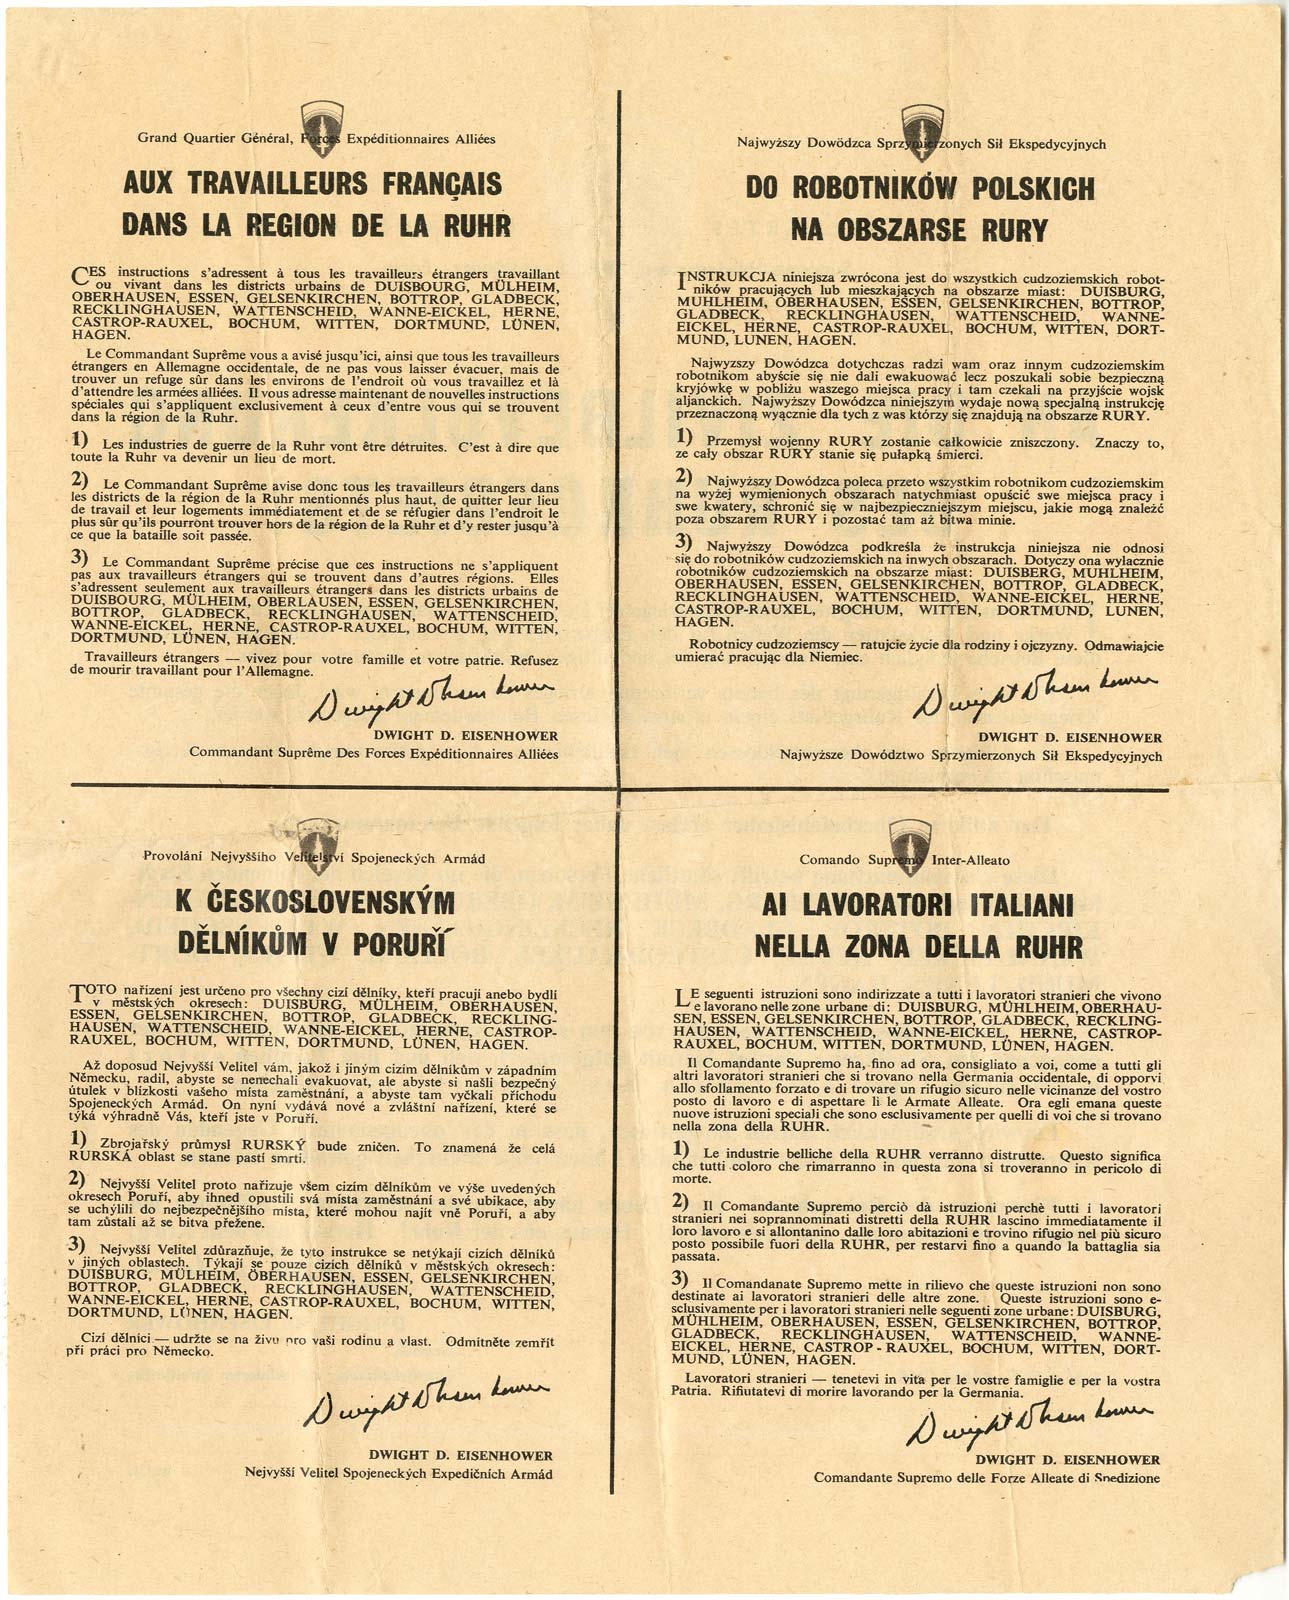 Grand Quartier Général, Forces Expéditionnaires Alliées
AUX TRAVAILLEURS FRANÇAIS
DANS LA REGION DE LA RUHR
CES instructions s'adressent à tous les travailleurs étrangers travaillant
ou vivant dans les districts urbains de DUISBOURG, MÜLHEIM,
OBERHAUSEN, ESSEN, GELSENKIRCHEN, BOTTROP, GLADBECK,
RECKLINGHAUSEN, WATTENSCHEID, WANNE-EICKEL, HERNE,
CASTROP-RAUXEL, BOCHUM, WITTEN, DORTMUND, LÜNEN,
HAGEN.
Le Commandant Suprême vous a avisé jusqu'ici, ainsi que tous les travailleurs
étrangers en Allemagne occidentale, de ne pas vous laisser évacuer, mais de
trouver un refuge sûr dans les environs de l'endroit où vous travaillez et là
d'attendre les armées alliées. Il vous adresse maintenant de nouvelles instructions
spéciales qui s'appliquent exclusivement à ceux d'entre vous qui se trouvent
dans la région de la Ruhr.
1) Les industries de guerre de la Ruhr vont être détruites. C'est à dire que
toute la Ruhr va devenir un lieu de mort.
2) Le Commandant Suprême avise donc tous les travailleurs étrangers dans
les districts de la région de la Ruhr mentionnés plus haut, de quitter leur lieu
de travail et leur logements immédiatement et de se réfugier dans l'endroit le
plus sûr qu'ils pourront trouver hors de la région de la Ruhr et d'y rester jusqu'à
ce que la bataille soit passée.
3) Le Commandant Suprême précise que ces instructions ne s'appliquent
pas aux travailleurs étrangers qui se trouvent dans d'autres régions. Elles
s'adressent seulement aux travailleurs étrangers dans les districts urbains de
DUISBOURG, MÜLHEIM, OBERLAUSEN, ESSEN, GELSENKIRCHEN,
BOTTROP, GLADBECK, RECKLINGHAUSEN, WATTENSCHEID,
WANNE-EICKEL, HERNE, CASTROP-RAUXEL, BOCHUM, WITTEN,
DORTMUND, LÜNEN, HAGEN.
Travailleurs étrangers — vivez pour votre famille et votre patrie. Refusez
de mourir travaillant pour l'Allemagne.
Dwight D Eisenhower
DWIGHT D. EISENHOWER
Commandant Suprême Des Forces Expéditionnaires Alliées
Najwyższy Dowódzca Sprzymierzonych Sił Ekspedycyjnych
DO ROBOTNIKÓW POLSKICH
NA OBSZARSE RURY
INSTRUKCJA niniejsza zwrócona jest do wszystkich cudzoziemskich robot-
ników pracujących lub mieszkających na obszarze miast: DUISBURG,
MUHLHEIM, OBERHAUSEN, ESSEN, GELSENKIRCHEN, BOTTROP,
GLADBECK, RECKLINGHAUSEN, WATTENSCHEID, WANNE-
EICKEL, HERNE, CASTROP-RAUXEL, BOCHUM, WITTEN, DORT-
MUND, LUNEN, HAGEN.
Najwyzszy Dowódzca dotychczas radzi wam oraz innym cudzoziemskim
robotnikom abyście się nie dali ewakuować lecz poszukali sobie bezpieczną
kryjówkę w pobliżu waszego miejsca pracy i tam czekali na przyjście wojsk
aljanckich. Najwyższy Dowódzca niniejszym wydaje nową specjalną instrukcję
przeznaczoną wyącznie dla tych z was którzy się znajdują na obszarze RURY.
1) Przemysł wojenny RURY zostanie całkowicie zniszczony. Znaczy to,
ze cały obszar RURY stanie się pułapką śmierci.
2) Najwyższy Dowódzca poleca przeto wszystkim robotnikom cudzoziemskim
na wyżej wymienionych obszarach natychmiast opuścić swe miejsca pracy i
swe kwatery, schronić się w najbezpieczniejszym miejscu, jakie mogą znaleźć
poza obszarem RURY i pozostać tam aż bitwa minie.
3) Najwyższy Dowódzca podkreśla że instrukcja niniejsza nie odnosi
się do robotników cudzoziemskich na inwych obszarach. Dotyczy ona wyłacznie
robotników cudzoziemskich na obszarze miast: DUISBERG, MUHLHEIM,
OBERHAUSEN, ESSEN, GELSENKIRCHEN, BOTTROP, GLADBECK,
RECKLINGHAUSEN, WATTENSCHEID, WANNE-EICKEL, HERNE,
CASTROP-RAUXEL, BOCHUM, WITTEN, DORTMUND, LUNEN,
HAGEN.
Robotnicy cudzoziemscy — ratujcie życie dla rodziny i ojczyzny. Odmawiajcie
umierać pracując dla Niemiec.
Dwight D Eisenhower
DWIGHT D. EISENHOWER
Najwyższe Dowództwo Sprzymierzonych Sił Ekspedycyjnych
Provolání Nejvyššího Velitelství Spojeneckých Armád
K ČESKOSLOVENSKÝM
DĚLNÍKŮM V PORUŘÍ
TOTO nařízení jest určeno pro všechny cizí dělníky, kteří pracují anebo bydlí
v městských okresech: DUISBURG, MÜLHEIM, OBERHAUSEN,
ESSEN, GELSENKIRCHEN, BOTTROP, GLADBECK, RECKLING-
HAUSEN, WATTENSCHEID, WANNE-EICKEL, HERNE, CASTROP-
RAUXEL, BOCHUM, WITTEN, DORTMUND, LÜNEN, HAGEN.
Až doposud Nejvyšší Velitel vám, jakož i jiným cizím dělníkům v západním
Německu, radil, abyste se nenechali evakuovat, ale abyste si našli bezpečný
útulek v blízkosti vašeho místa zaměstnání, a abyste tam vyčkali příchodu
Spojeneckých Armád. On nyní vydává nové a zvláštní nařízení, které se
týká výhradně Vás, kteří jste v Poruří.
1) Zbrojařský průmysl RURSKÝ bude zničen. To znamená že celá
RURSKÁ oblast se stane pastí smrti.
2) Nejvyšší Velitel proto nařizuje všem cizím dělníkům ve výše uvedených
okresech Poruří, aby ihned opustili svá místa zaměstnání a své ubikace, aby
se uchýlili do nejbezpečnějšího místa, které mohou najít vně Poruří, a aby
tam zůstali až se bitva přežene.
3) Nejvyšší Velitel zdůrazňuje, že tyto instrukce se netýkají cizích dělníků
v jiných oblastech. Týkají se pouze cizích dělníků v městských okresech:
DUISBURG, MÜLHEIM, ÖBERHAUSEN, ESSEN, GELSENKIRCHEN,
BOTTROP, GLADBECK, RECKLINGHAUSEN, WATTENSCHEID,
WANNE-EICKEL, HERNE, CASTROP-RAUXEL, BOCHUM, WITTEN,
DORTMUND, LÜNEN, HAGEN.
Cizí dělníci — udržte se na živu pro vaši rodinu a vlast. Odmítněte zemřít
při práci pro Německo.
Dwight D Eisenhower
DWIGHT D. EISENHOWER
Nejvyšší Velitel Spojeneckých Expedičních Armád
Comando Supremo Inter-Alleato
AI LAVORATORI ITALIANI
NELLA ZONA DELLA RUHR
LE seguenti istruzioni sono indirizzate a tutti i lavoratori stranieri che vivono
e lavorano nelle zone urbane di: DUISBURG, MÜHLHEIM, OBERHAU-
SEN, ESSEN, GELSENKIRCHEN, BOTTROP, GLADBECK, RECKLING-
HAUSEN, WATTENSCHEID, WANNE-EICKEL, HERNE, CASTROP-
RAUXEL, BOCHUM, WITTEN, DORTMUND, LÜNEN, HAGEN.
Il Comandante Supremo ha, fino ad ora, consigliato a voi, come a tutti gli
altri lavoratori stranieri che si trovano nella Germania occidentale, di opporvi
allo sfollamento forzato e di trovare un rifugio sicuro nelle vicinanze del vostro
posto di lavoro e di aspettare lì le Armate Alleate. Ora egli emana queste
nuove istruzioni speciali che sono esclusivamente per quelli di voi che si trovano
nella zona della RUHR.
1) Le industrie belliche della RUHR verranno distrutte. Questo significa
che tutti coloro che rimarranno in questa zona si troveranno in pericolo di
morte.
2) Il Comandante Supremo perciò dà istruzioni perchè tutti i lavoratori
stranieri nei soprannominati distretti della RUHR lascino immediatamente il
loro lavoro e si allontanino dalle loro abitazioni e trovino rifugio nel più sicuro
posto possibile fuori della RUHR, per restarvi fino a quando la battaglia sia
passata.
3) Il Comandanate Supremo mette in rilievo che queste istruzioni non sono
destinate ai lavoratori stranieri delle altre zone. Queste istruzioni sono e-
sclusivamente per i lavoratori stranieri nelle seguenti zone urbane: DUISBURG,
MÜHLHEIM, OBERHAUSEN, ESSEN, GELSENKIRCHEN, BOTTROP,
GLADBECK, RECKLINGHAUSEN, WATTENSCHEID, WANNE-
EICKEL, HERNE, CASTROP-RAUXEL, BOCHUM, WITTEN, DORT-
MUND, LÜNEN, HAGEN.
Lavoratori stranieri — tenetevi in vita per le vostre famiglie e per la vostra
Patria. Rifiutatevi di morire lavorando per la Germania.
Dwight D Eisenhower
DWIGHT D. EISENHOWER
Comandante Supremo delle Forze Alleate di Spedizione